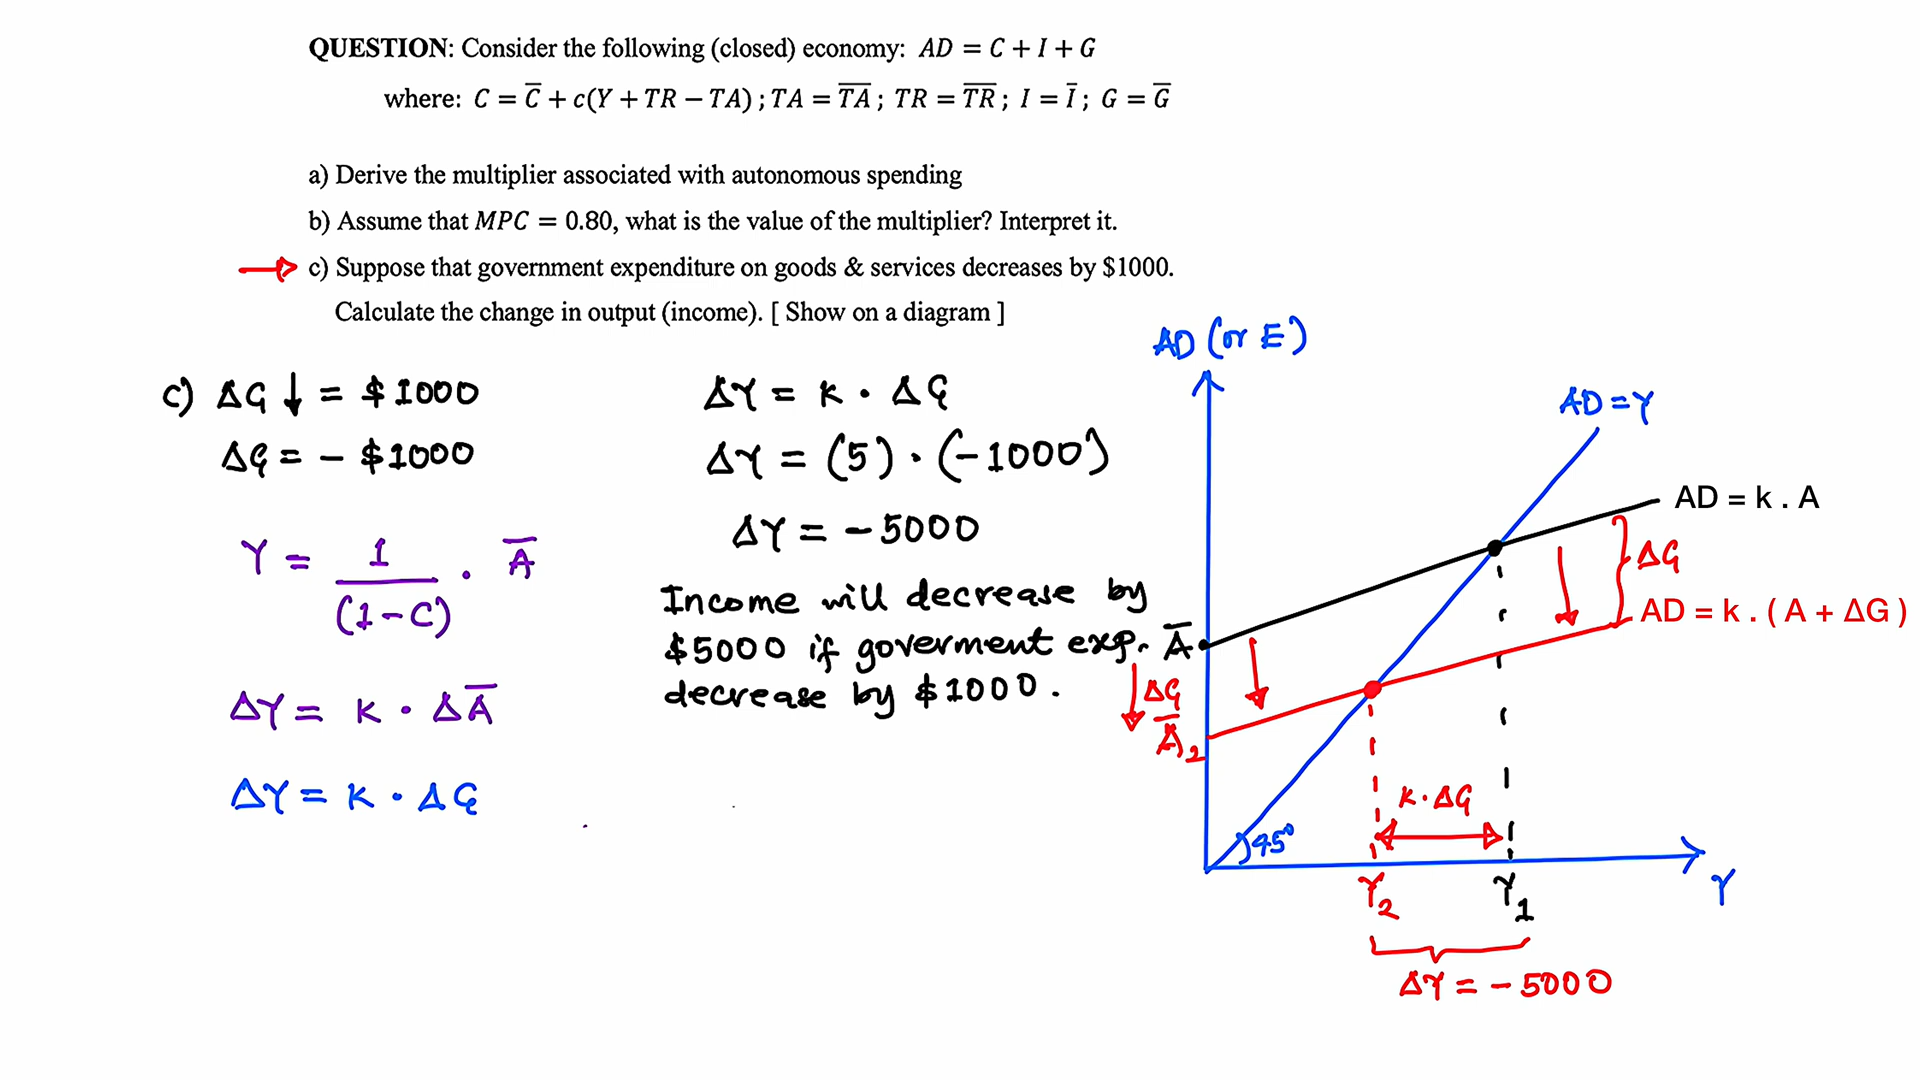 QUESTION: Consider the following (closed) economy: AD = C + I + G
where: C = C̅ + c(Y + TR − TA) ; TA = T̅A̅ ; TR = T̅R̅ ; I = I̅ ; G = G̅
a) Derive the multiplier associated with autonomous spending
b) Assume that MPC = 0.80, what is the value of the multiplier? Interpret it.
c) Suppose that government expenditure on goods & services decreases by $1000.
Calculate the change in output (income). [ Show on a diagram ]
c) ΔG ↓ = $1000
ΔG = − $1000
Y = 1/(1−C) · A̅
ΔY = K · ΔA̅
ΔY = K · ΔG
ΔY = K · ΔG
ΔY = (5) · (−1000)
ΔY = − 5000
Income will decrease by
$5000 if goverment exp.
decrease by $1000.
AD (or E)
AD = Y
AD = k . A
ΔG
AD = k . ( A + ΔG )
A̅
ΔG
A̅₂
K · ΔG
45°
Y₂
Y₁
Y
ΔY = − 5000